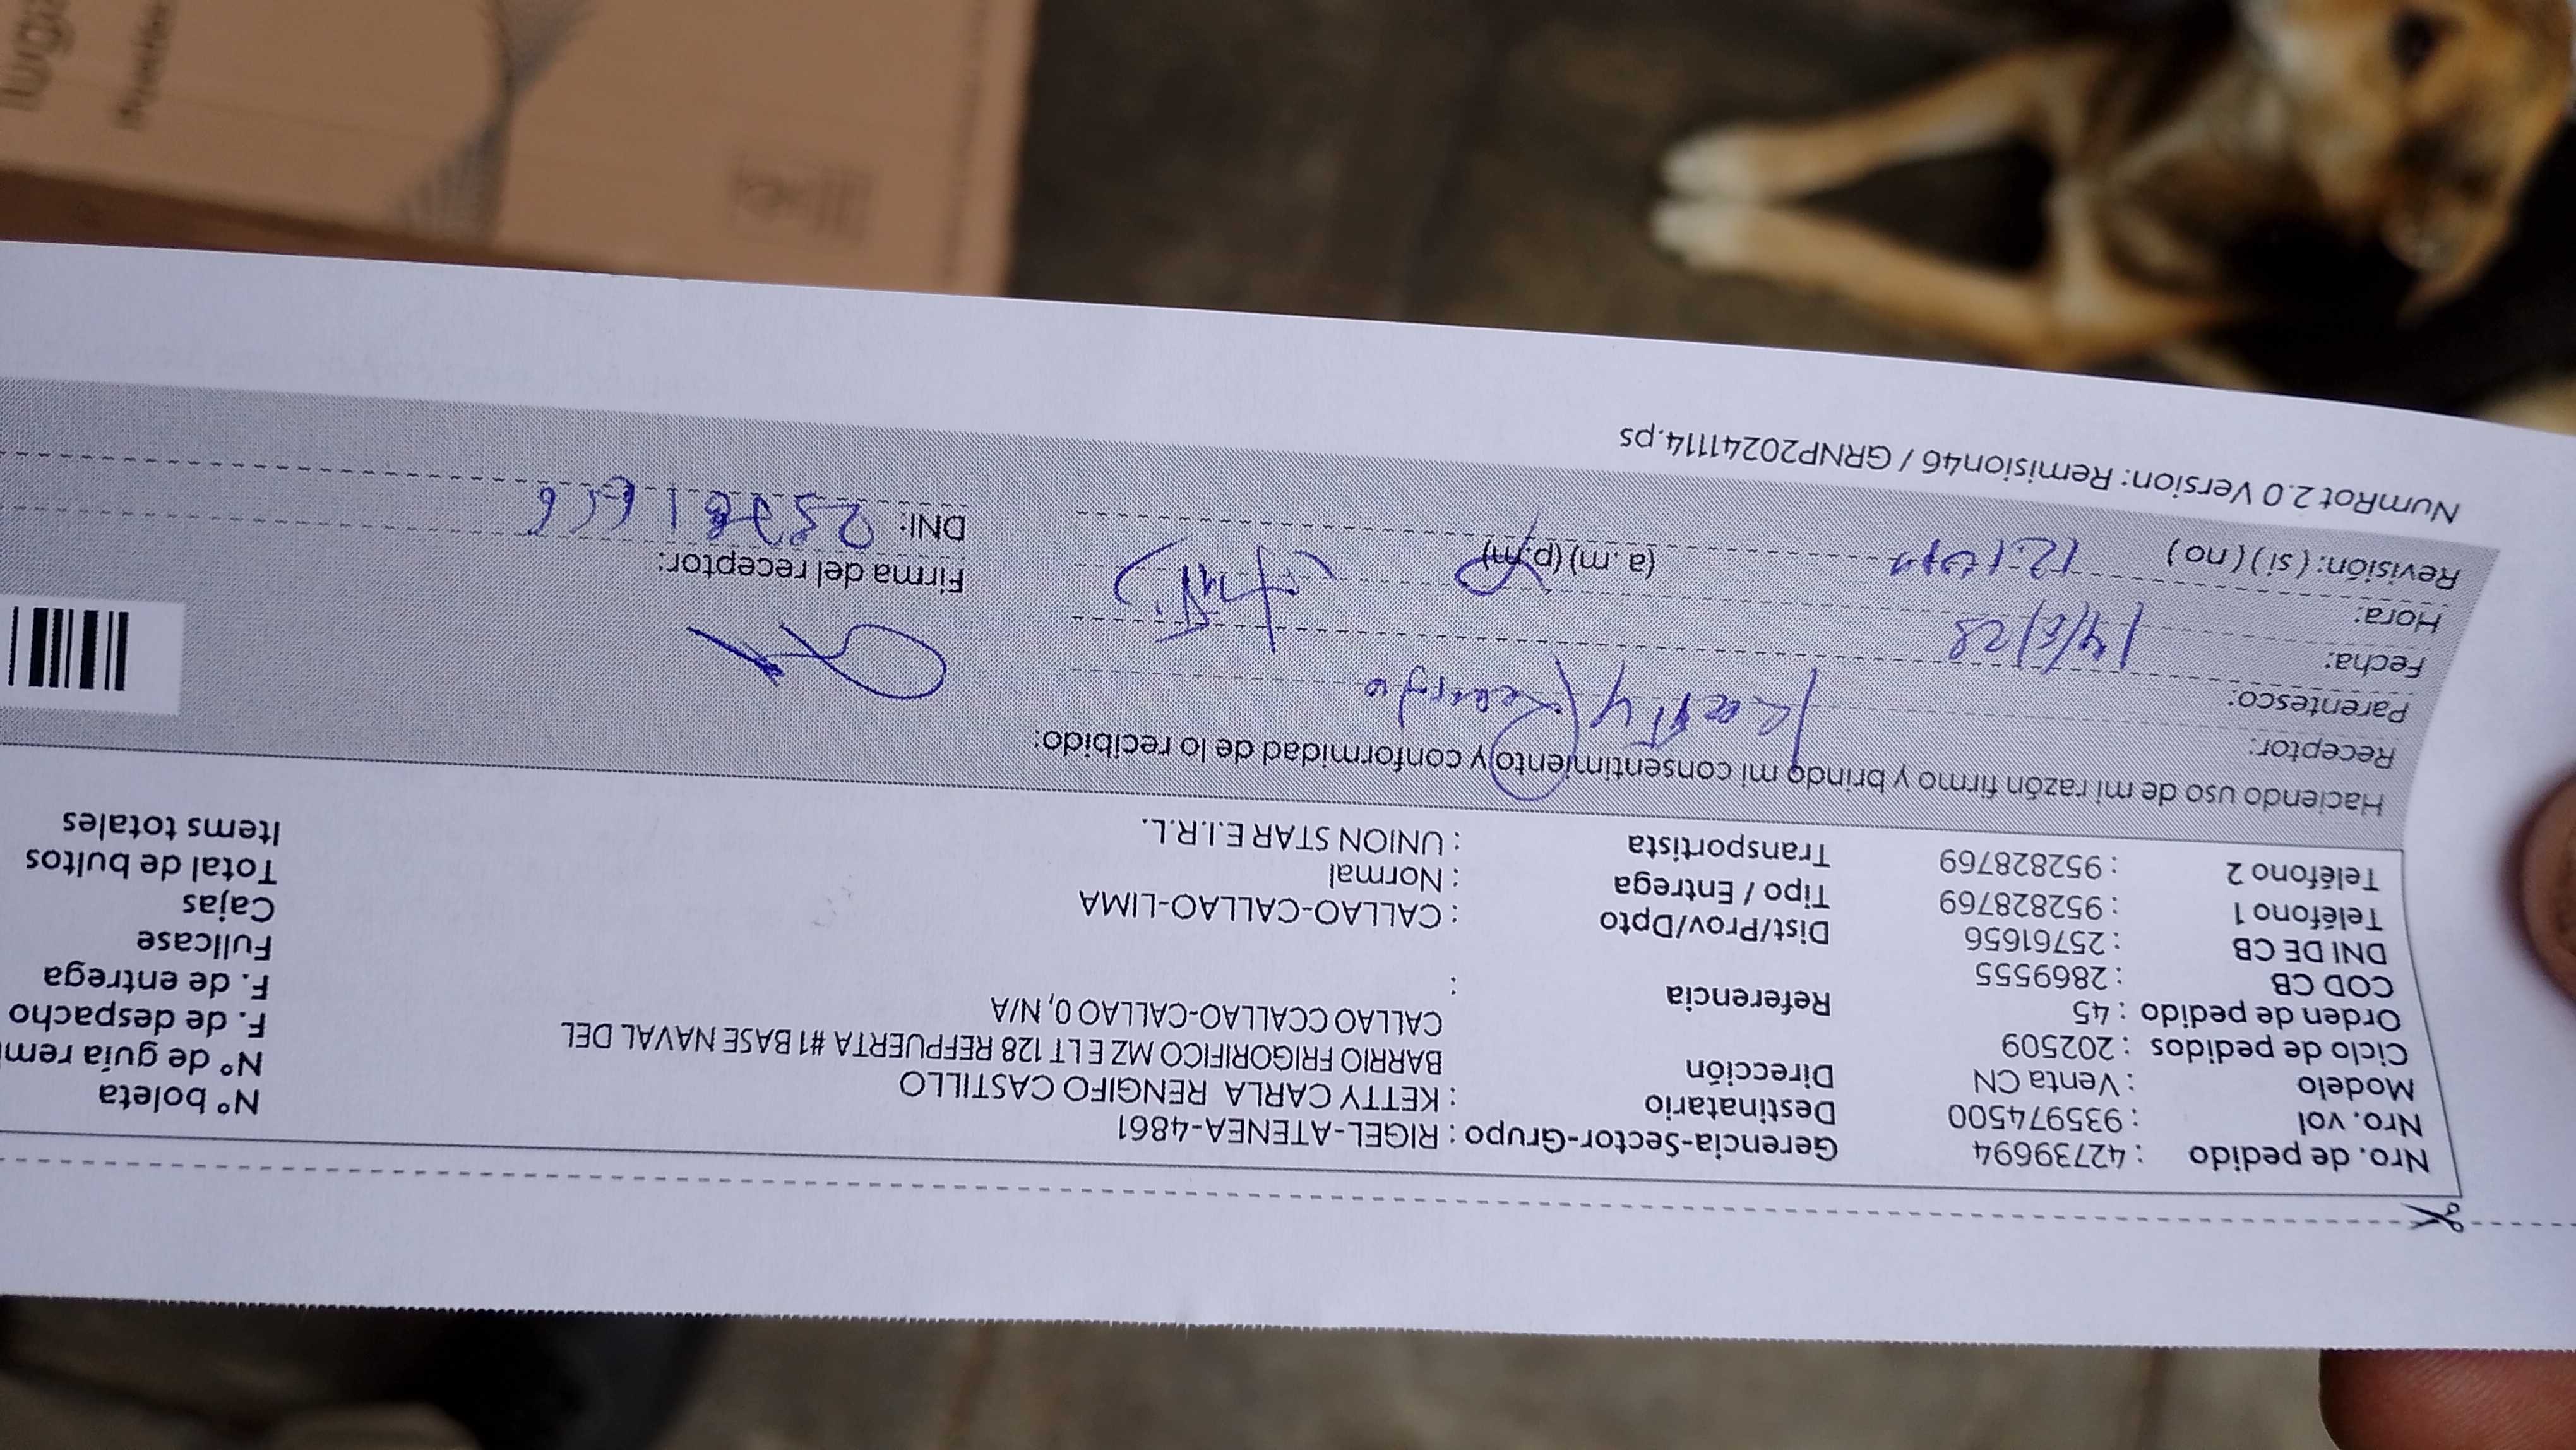 Nro. de pedido : 42739694 Gerencia-Sector-Grupo : RIGEL-ATENEA-4861
Nro. vol : 935974500 Destinatario : KETTY CARLA RENGIFO CASTILLO N° boleta
Modelo : Venta CN Dirección BARRIO FRIGORIFICO MZ E LT 128 REFPUERTA #1 BASE NAVAL DEL N° de guía remi
Ciclo de pedidos : 202509 CALLAO CCALLAO-CALLAO 0, N/A F. de despacho
Orden de pedido : 45 Referencia : F. de entrega
COD CB : 2869555 Fullcase
DNI DE CB : 25761656 Dist/Prov/Dpto : CALLAO-CALLAO-LIMA Cajas
Teléfono 1 : 952828769 Tipo / Entrega : Normal Total de bultos
Teléfono 2 : 952828769 Transportista : UNION STAR E.I.R.L. Items totales
Haciendo uso de mi razón firmo y brindo mi consentimiento y conformidad de lo recibido:
Receptor: Ketty Rengifo
Parentesco:
Fecha:
Hora: (a.m) (p.m) Firma del receptor:
Revisión: ( si ) ( no ) DNI:
NumRot 2.0 Version: Remision46 / GRNP20241114.ps